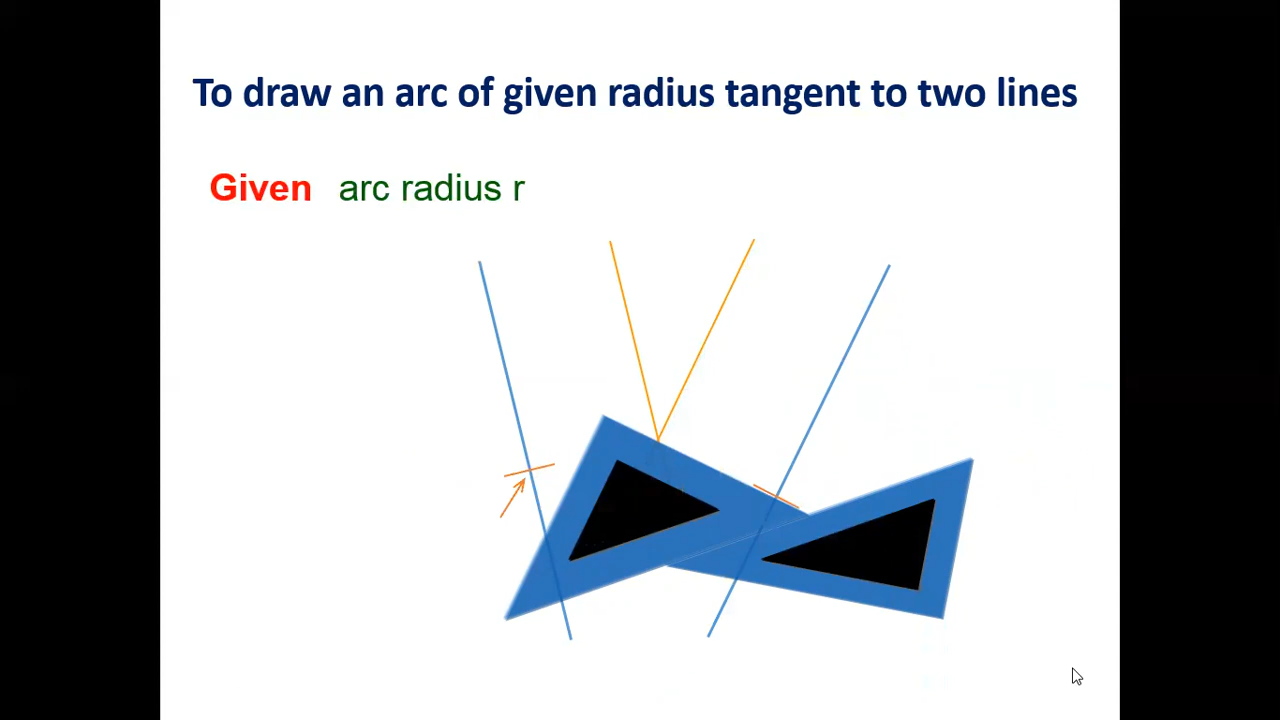 To draw an arc of given radius tangent to two lines
Given arc radius r